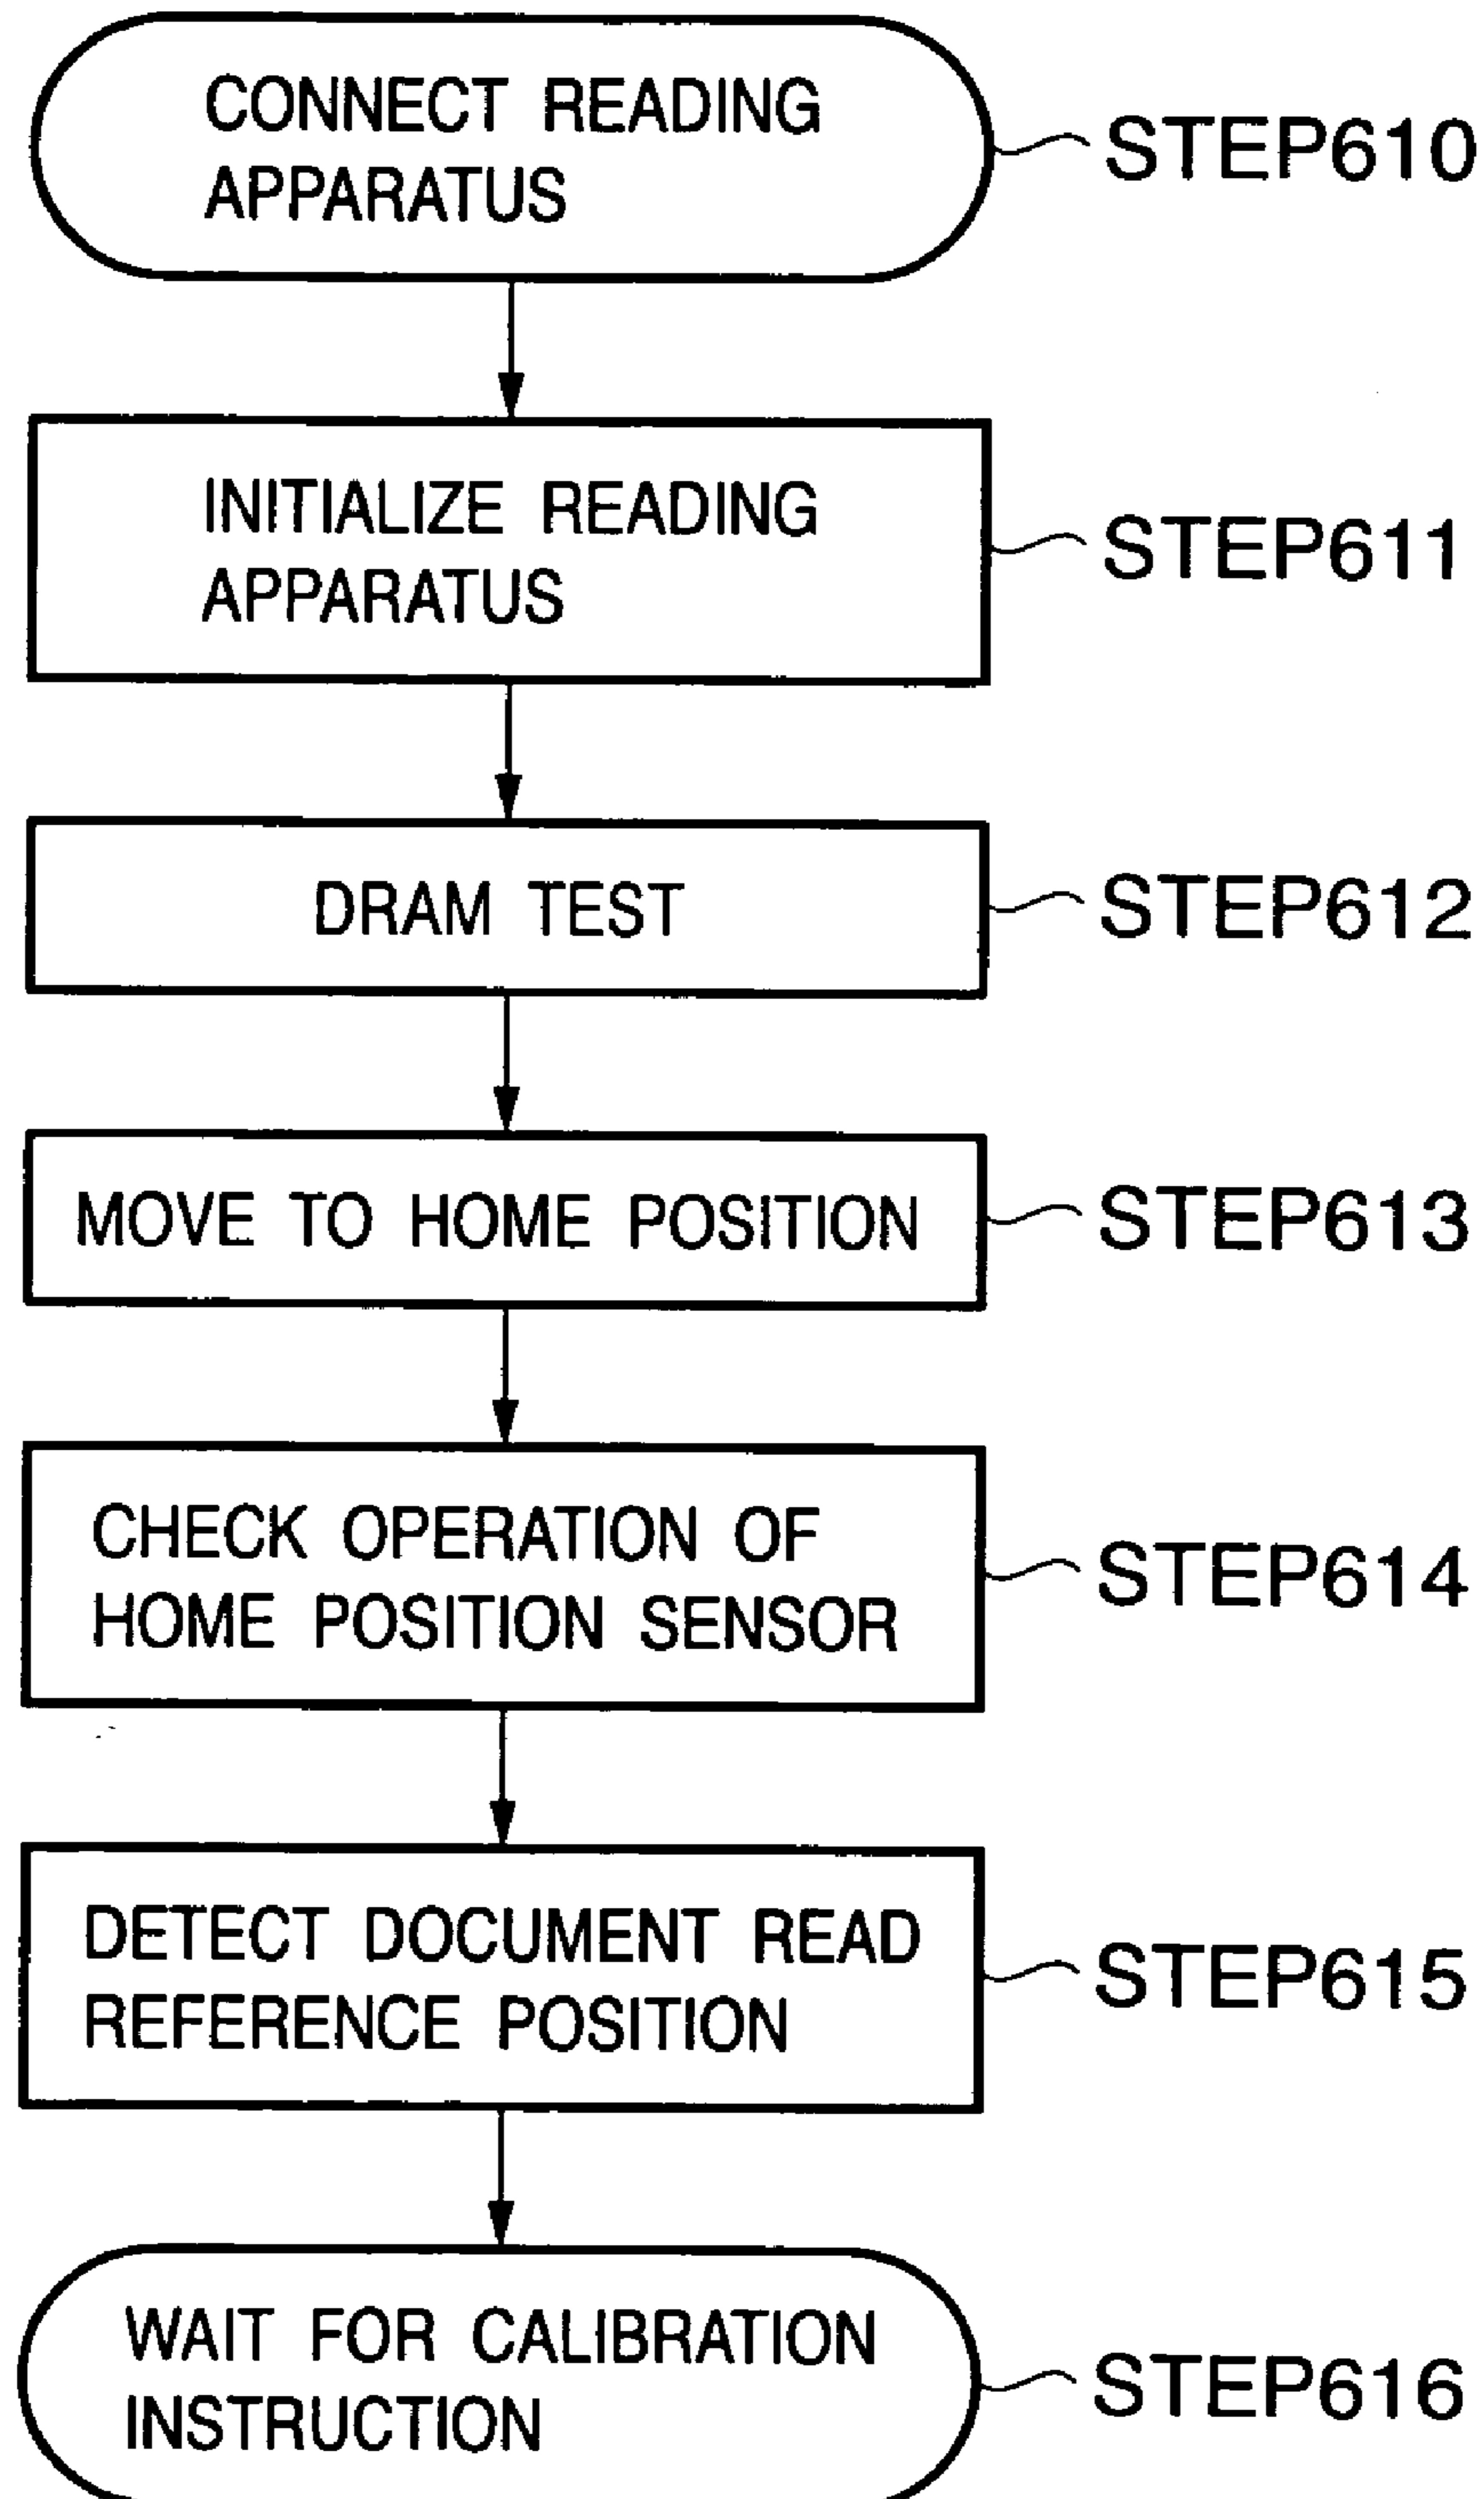 CONNECT READING
APPARATUS
STEP610
INITIALIZE READING
APPARATUS
STEP611
DRAM TEST
STEP612
MOVE TO HOME POSITION
STEP613
CHECK OPERATION OF
HOME POSITION SENSOR
STEP614
DETECT DOCUMENT READ
REFERENCE POSITION
STEP615
WAIT FOR CALIBRATION
INSTRUCTION
STEP616